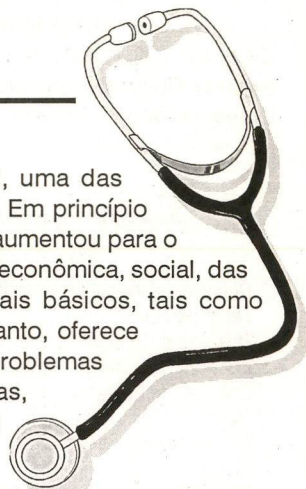 , uma das
Em princípio
aumentou para o
econômica, social, das
ais básicos, tais como
anto, oferece
roblemas
as,